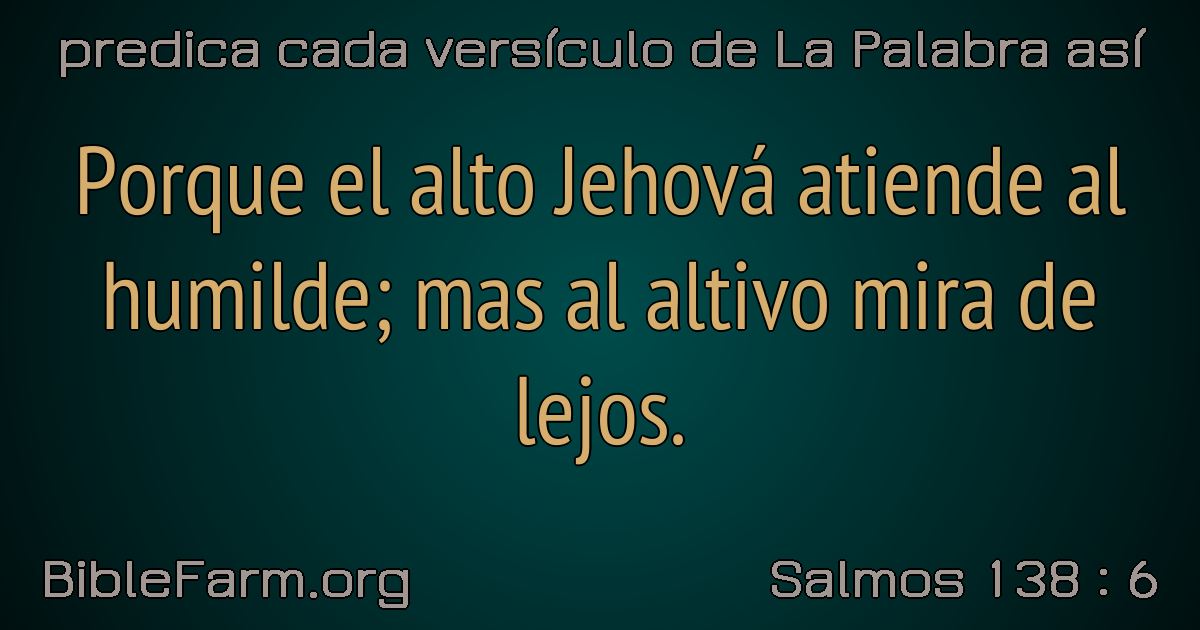 predica cada versículo de La Palabra así
Porque el alto Jehová atiende al
humilde; mas al altivo mira de
lejos.
BibleFarm.org
Salmos 138 : 6